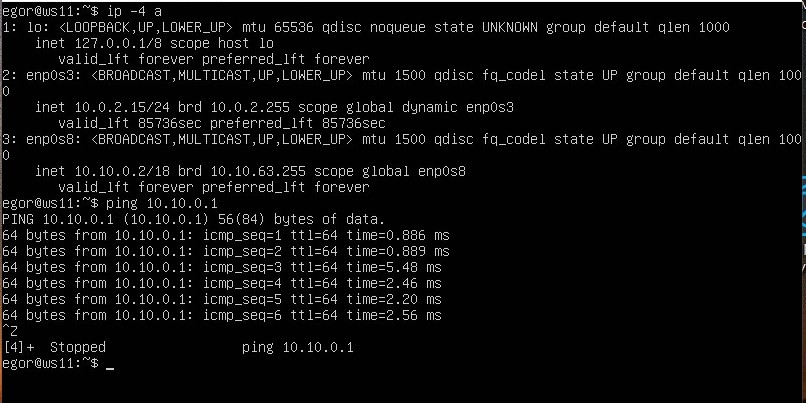 egor@ws11:~$ ip -4 a
1: lo: <LOOPBACK,UP,LOWER_UP> mtu 65536 qdisc noqueue state UNKNOWN group default qlen 1000
    inet 127.0.0.1/8 scope host lo
       valid_lft forever preferred_lft forever
2: enp0s3: <BROADCAST,MULTICAST,UP,LOWER_UP> mtu 1500 qdisc fq_codel state UP group default qlen 100
0
    inet 10.0.2.15/24 brd 10.0.2.255 scope global dynamic enp0s3
       valid_lft 85736sec preferred_lft 85736sec
3: enp0s8: <BROADCAST,MULTICAST,UP,LOWER_UP> mtu 1500 qdisc fq_codel state UP group default qlen 100
0
    inet 10.10.0.2/18 brd 10.10.63.255 scope global enp0s8
       valid_lft forever preferred_lft forever
egor@ws11:~$ ping 10.10.0.1
PING 10.10.0.1 (10.10.0.1) 56(84) bytes of data.
64 bytes from 10.10.0.1: icmp_seq=1 ttl=64 time=0.886 ms
64 bytes from 10.10.0.1: icmp_seq=2 ttl=64 time=0.889 ms
64 bytes from 10.10.0.1: icmp_seq=3 ttl=64 time=5.48 ms
64 bytes from 10.10.0.1: icmp_seq=4 ttl=64 time=2.46 ms
64 bytes from 10.10.0.1: icmp_seq=5 ttl=64 time=2.20 ms
64 bytes from 10.10.0.1: icmp_seq=6 ttl=64 time=2.56 ms
^Z
[4]+  Stopped                 ping 10.10.0.1
egor@ws11:~$ _